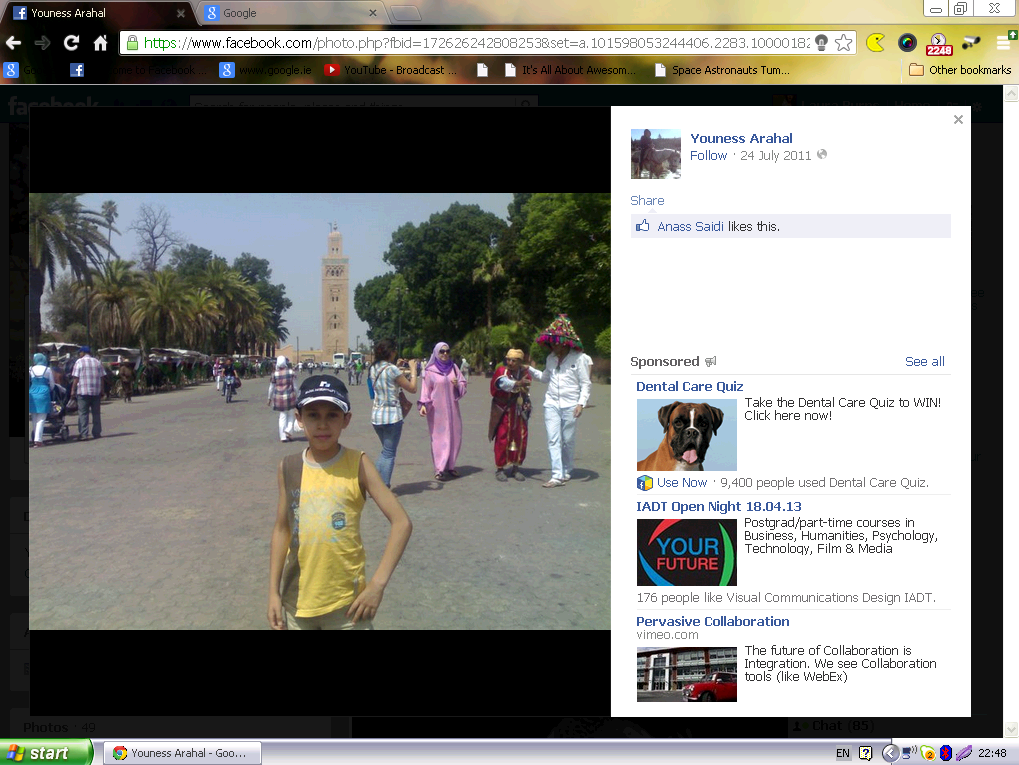 Youness Arahal
Google
https://www.facebook.com/photo.php?fbid=172626242808253&set=a.101598053244406.2283.10000182
2248
www.google.ie
YouTube - Broadcast ...
It's All About Awesom...
Space Astronauts Tum...
Other bookmarks
facebook
Youness Arahal
Follow · 24 July 2011
Share
Anass Saidi likes this.
Sponsored
See all
Dental Care Quiz
Take the Dental Care Quiz to WIN!
Click here now!
Use Now · 9,400 people used Dental Care Quiz.
IADT Open Night 18.04.13
YOUR
FUTURE
Postgrad/part-time courses in
Business, Humanities, Psychology,
Technology, Film & Media
176 people like Visual Communications Design IADT.
Pervasive Collaboration
vimeo.com
The future of Collaboration is
Integration. We see Collaboration
tools (like WebEx)
Photos · 49
Chat (85)
start
Youness Arahal - Goo...
EN
22:48